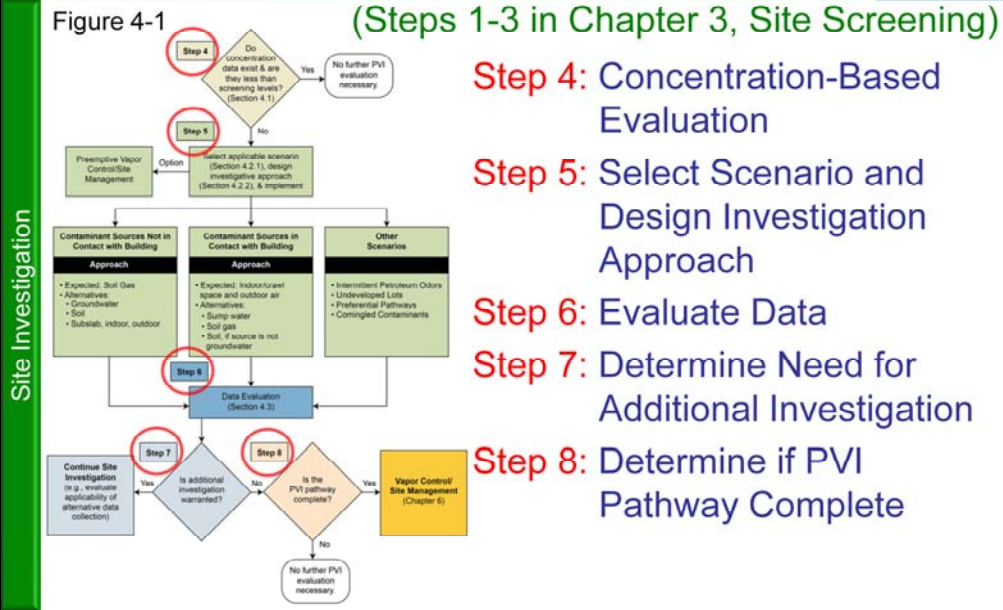 Site Investigation
Figure 4-1
(Steps 1-3 in Chapter 3, Site Screening)
Step 4
Do
concentration
data exist & are
they less than
screening levels?
(Section 4.1)
Yes
No further PVI
evaluation
necessary.
No
Step 5
Select applicable scenario
(Section 4.2.1), design
investigative approach
(Section 4.2.2), & implement
Option
Preemptive Vapor
Control/Site
Management
Contaminant Sources Not in
Contact with Building
Approach
• Expected: Soil Gas
• Alternatives:
• Groundwater
• Soil
• Subslab, indoor, outdoor
Contaminant Sources in
Contact with Building
Approach
• Expected: Indoor/crawl
space and outdoor air
• Alternatives:
• Sump water
• Soil gas
• Soil, if source is not
groundwater
Other
Scenarios
• Intermittent Petroleum Odors
• Undeveloped Lots
• Preferential Pathways
• Comingled Contaminants
Step 6
Data Evaluation
(Section 4.3)
Step 7
Is additional
investigation
warranted?
Yes
Continue Site
Investigation
(e.g., evaluate
applicability of
alternative data
collection)
No
Step 8
Is the
PVI pathway
complete?
Yes
Vapor Control/
Site Management
(Chapter 6)
No
No further PVI
evaluation
necessary.
Step 4: Concentration-Based
Evaluation
Step 5: Select Scenario and
Design Investigation
Approach
Step 6: Evaluate Data
Step 7: Determine Need for
Additional Investigation
Step 8: Determine if PVI
Pathway Complete